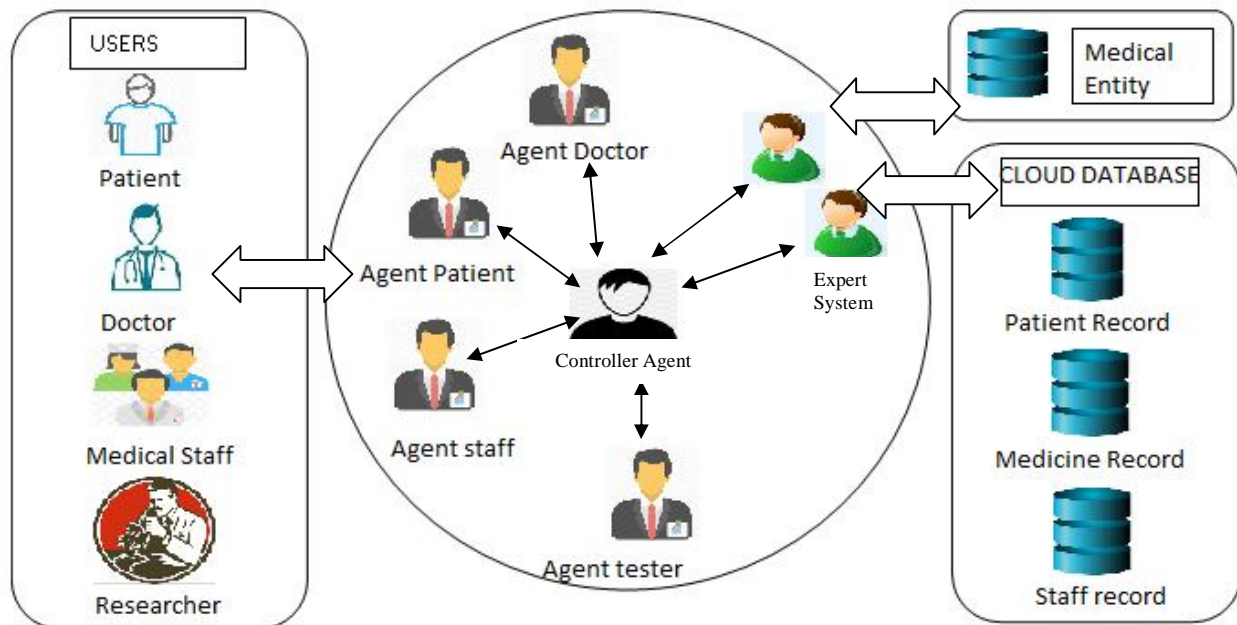 USERS
Patient
Doctor
Medical Staff
Researcher
Agent Doctor
Agent Patient
Agent staff
Controller Agent
Agent tester
Expert
System
Medical
Entity
CLOUD DATABASE
Patient Record
Medicine Record
Staff record